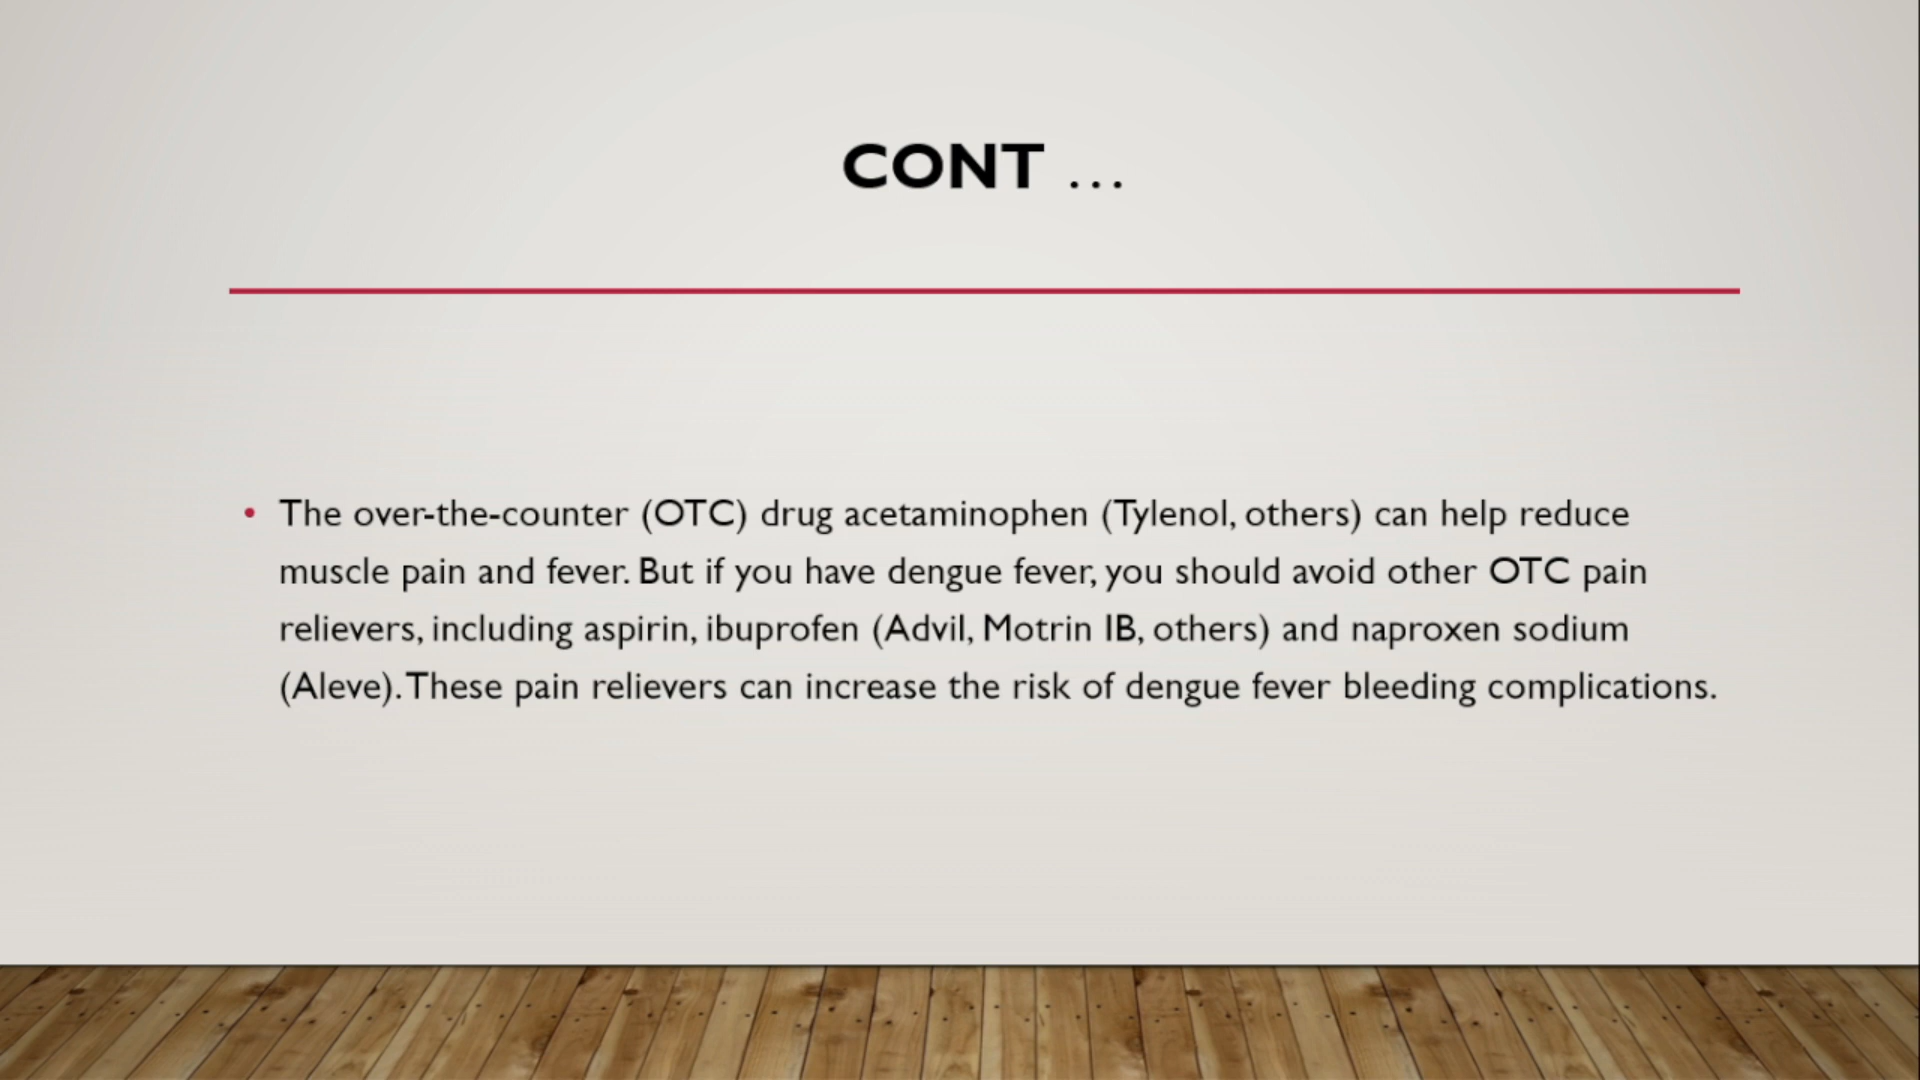 CONT ...
• The over-the-counter (OTC) drug acetaminophen (Tylenol, others) can help reduce
muscle pain and fever. But if you have dengue fever, you should avoid other OTC pain
relievers, including aspirin, ibuprofen (Advil, Motrin IB, others) and naproxen sodium
(Aleve). These pain relievers can increase the risk of dengue fever bleeding complications.